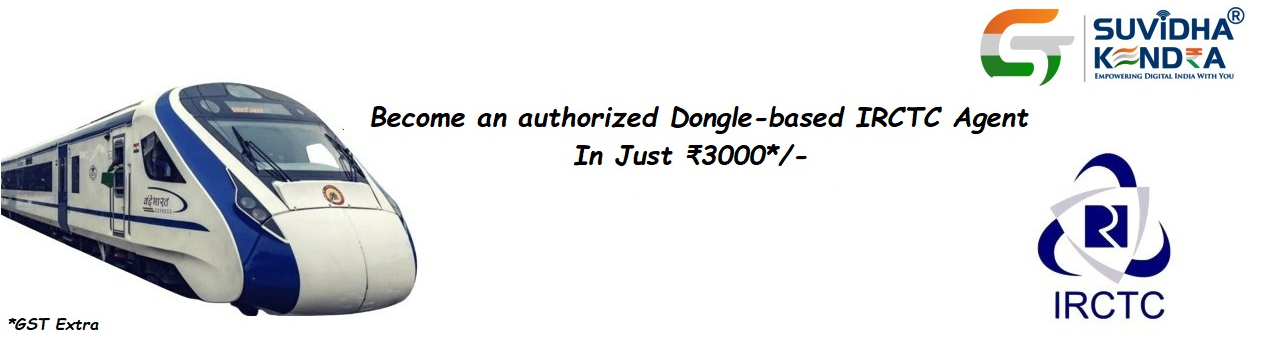 SUVIDHA®
KENDRA
EMPOWERING DIGITAL INDIA WITH YOU
Become an authorized Dongle-based IRCTC Agent
In Just ₹3000*/-
वंदे भारत
EXPRESS
IRCTC
*GST Extra